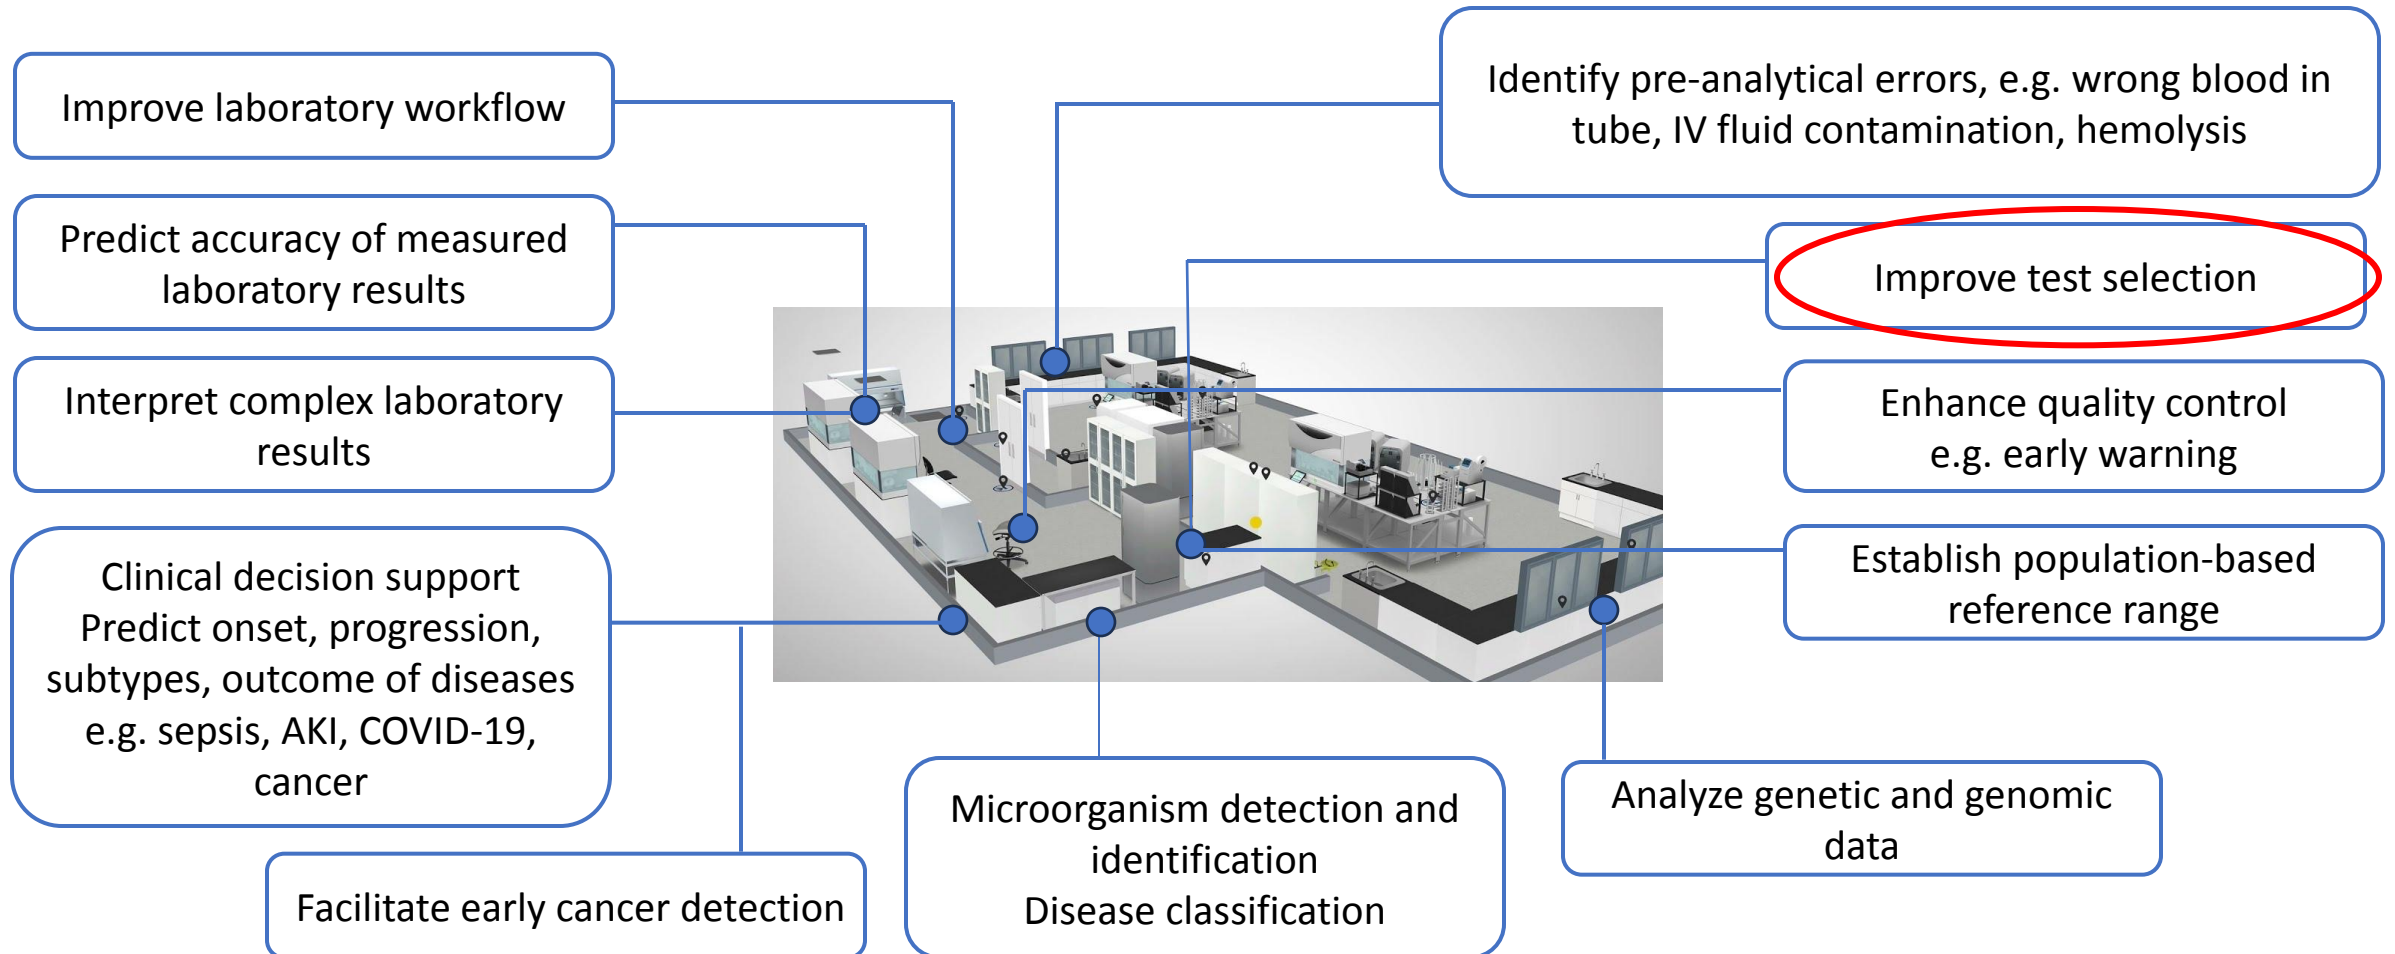 Improve laboratory workflow
Predict accuracy of measured
laboratory results
Interpret complex laboratory
results
Clinical decision support
Predict onset, progression,
subtypes, outcome of diseases
e.g. sepsis, AKI, COVID-19,
cancer
Facilitate early cancer detection
Microorganism detection and
identification
Disease classification
Identify pre-analytical errors, e.g. wrong blood in
tube, IV fluid contamination, hemolysis
Improve test selection
Enhance quality control
e.g. early warning
Establish population-based
reference range
Analyze genetic and genomic
data